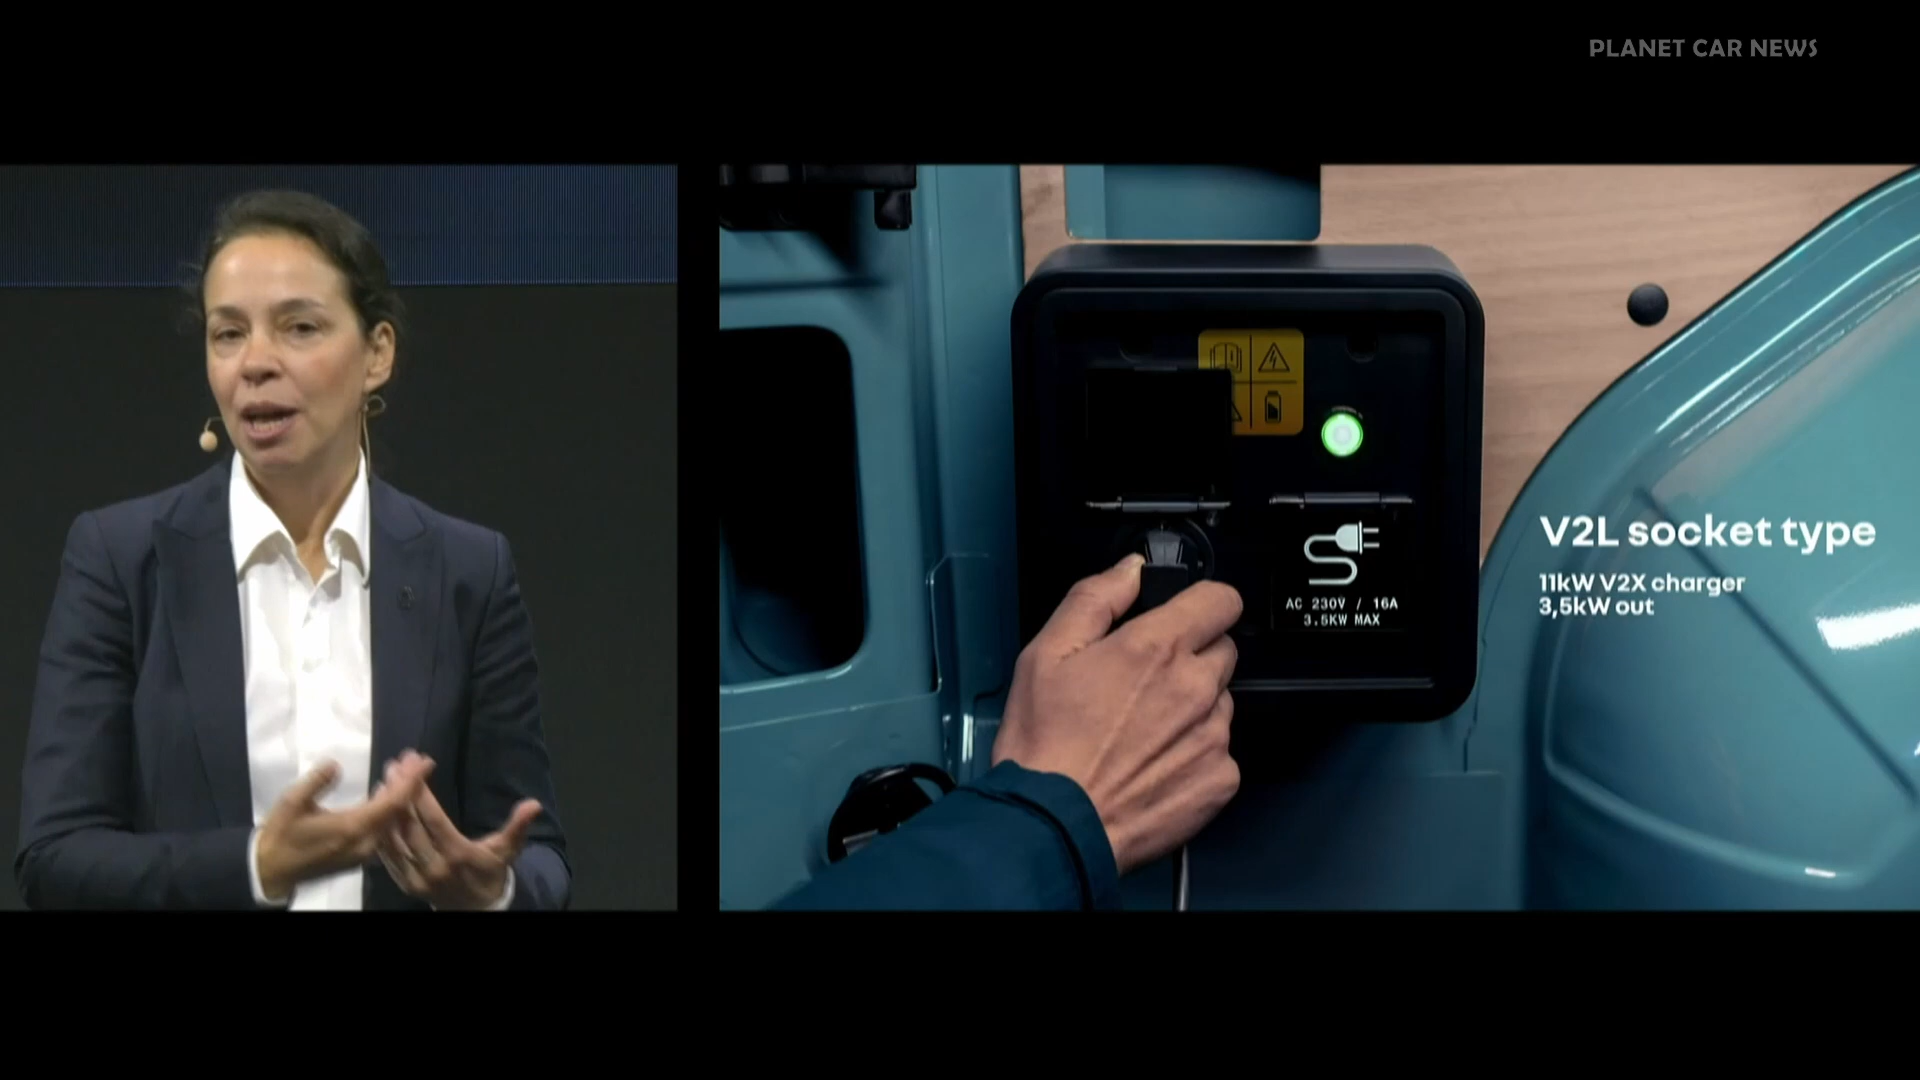 PLANET CAR NEWS
V2L socket type
11kW V2X charger
3,5kW out
AC 230V / 16A
3.5KW MAX